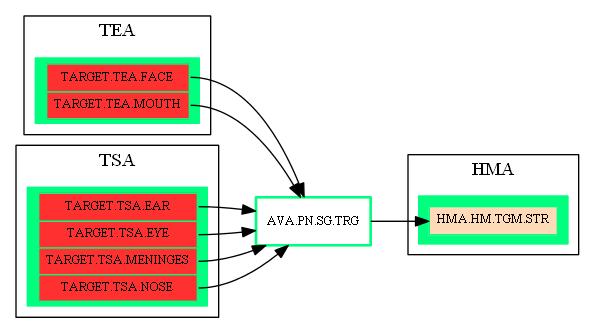 TEA
TARGET.TEA.FACE
TARGET.TEA.MOUTH
TSA
TARGET.TSA.EAR
TARGET.TSA.EYE
TARGET.TSA.MENINGES
TARGET.TSA.NOSE
AVA.PN.SG.TRG
HMA
HMA.HM.TGM.STR